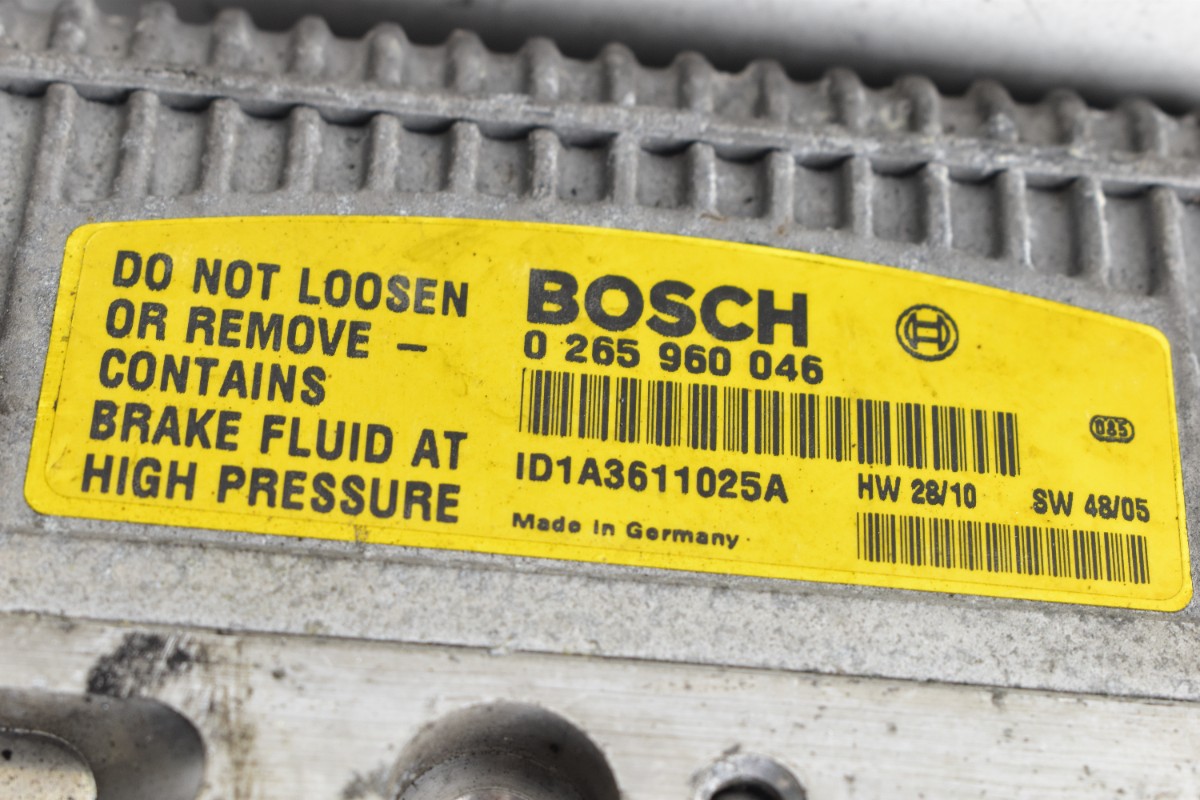 DO NOT LOOSEN
OR REMOVE –
CONTAINS
BRAKE FLUID AT
HIGH PRESSURE
BOSCH
0 265 960 046
ID1A3611025A
Made in Germany
HW 28/10
SW 48/05
085